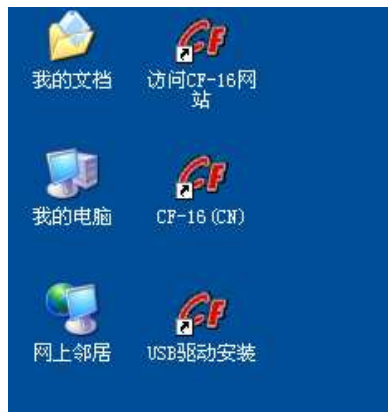 我的文档
访问CF-16网
站
我的电脑
CF-16(CN)
网上邻居
USB驱动安装